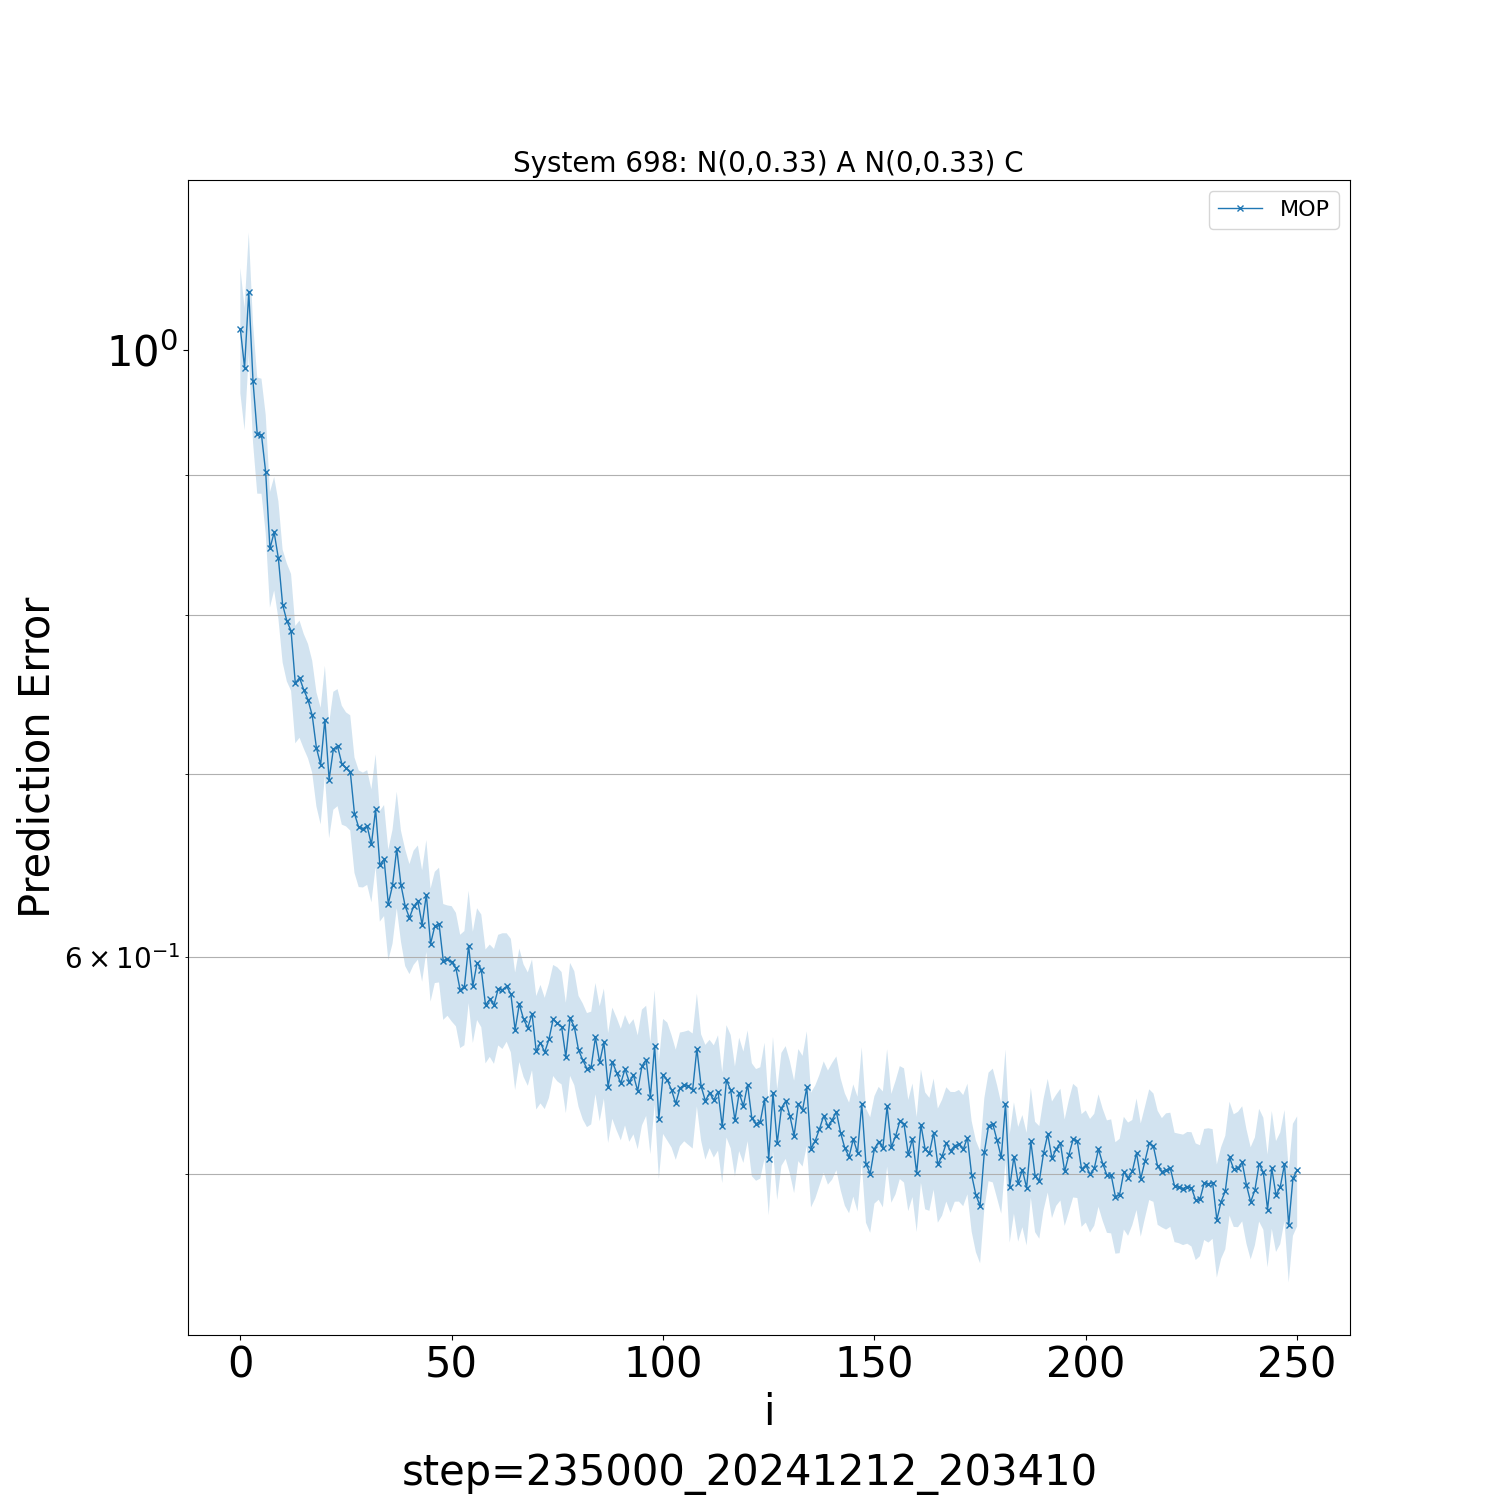 System 698: N(0,0.33) A N(0,0.33) C
MOP
10⁰
6 × 10⁻¹
Prediction Error
0 50 100 150 200 250
i
step=235000_20241212_203410